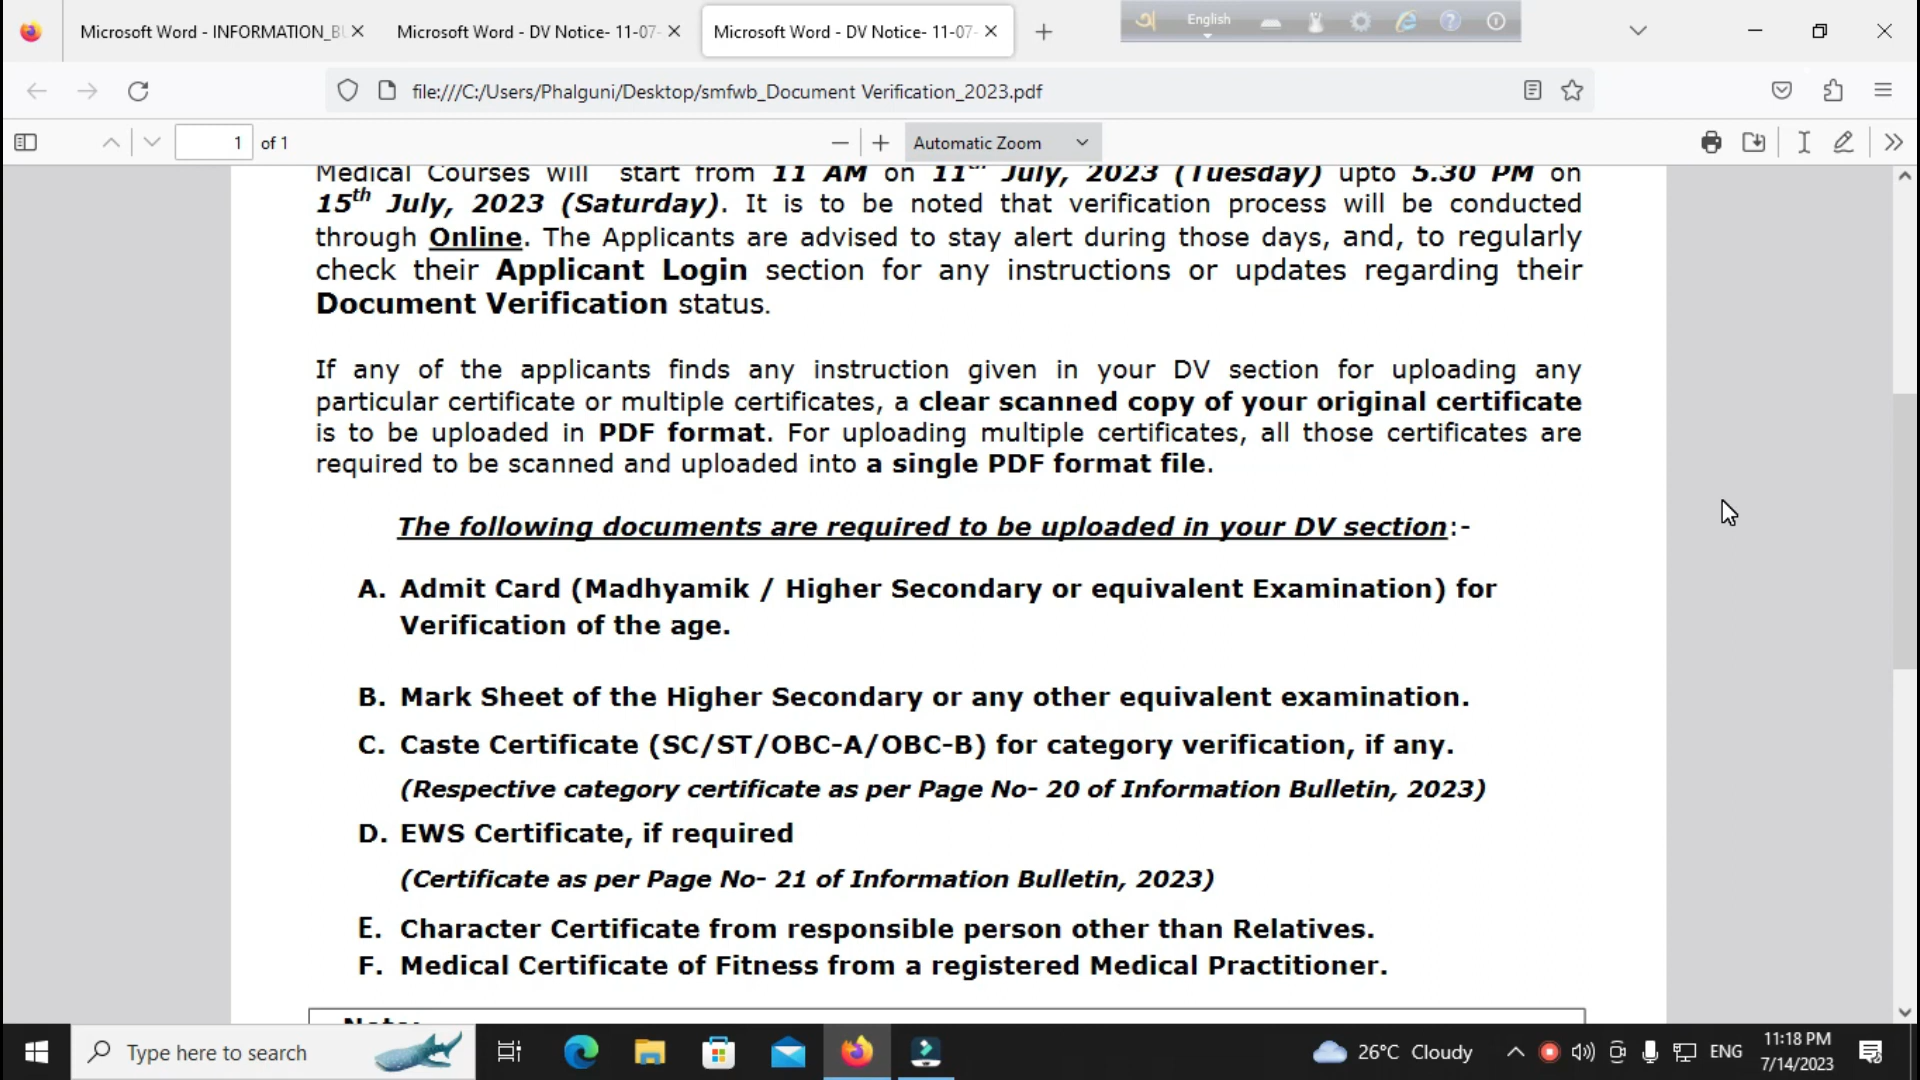 Microsoft Word - INFORMATION_BU
Microsoft Word - DV Notice- 11-07-
Microsoft Word - DV Notice- 11-07-
English
file:///C:/Users/Phalguni/Desktop/smfwb_Document Verification_2023.pdf
1 of 1
Automatic Zoom
Medical Courses will start from 11 AM on 11th July, 2023 (Tuesday) upto 5.30 PM on
15th July, 2023 (Saturday). It is to be noted that verification process will be conducted
through Online. The Applicants are advised to stay alert during those days, and, to regularly
check their Applicant Login section for any instructions or updates regarding their
Document Verification status.
If any of the applicants finds any instruction given in your DV section for uploading any
particular certificate or multiple certificates, a clear scanned copy of your original certificate
is to be uploaded in PDF format. For uploading multiple certificates, all those certificates are
required to be scanned and uploaded into a single PDF format file.
The following documents are required to be uploaded in your DV section:-
A. Admit Card (Madhyamik / Higher Secondary or equivalent Examination) for
Verification of the age.
B. Mark Sheet of the Higher Secondary or any other equivalent examination.
C. Caste Certificate (SC/ST/OBC-A/OBC-B) for category verification, if any.
(Respective category certificate as per Page No- 20 of Information Bulletin, 2023)
D. EWS Certificate, if required
(Certificate as per Page No- 21 of Information Bulletin, 2023)
E. Character Certificate from responsible person other than Relatives.
F. Medical Certificate of Fitness from a registered Medical Practitioner.
Note:
Type here to search
26°C Cloudy
ENG
11:18 PM
7/14/2023